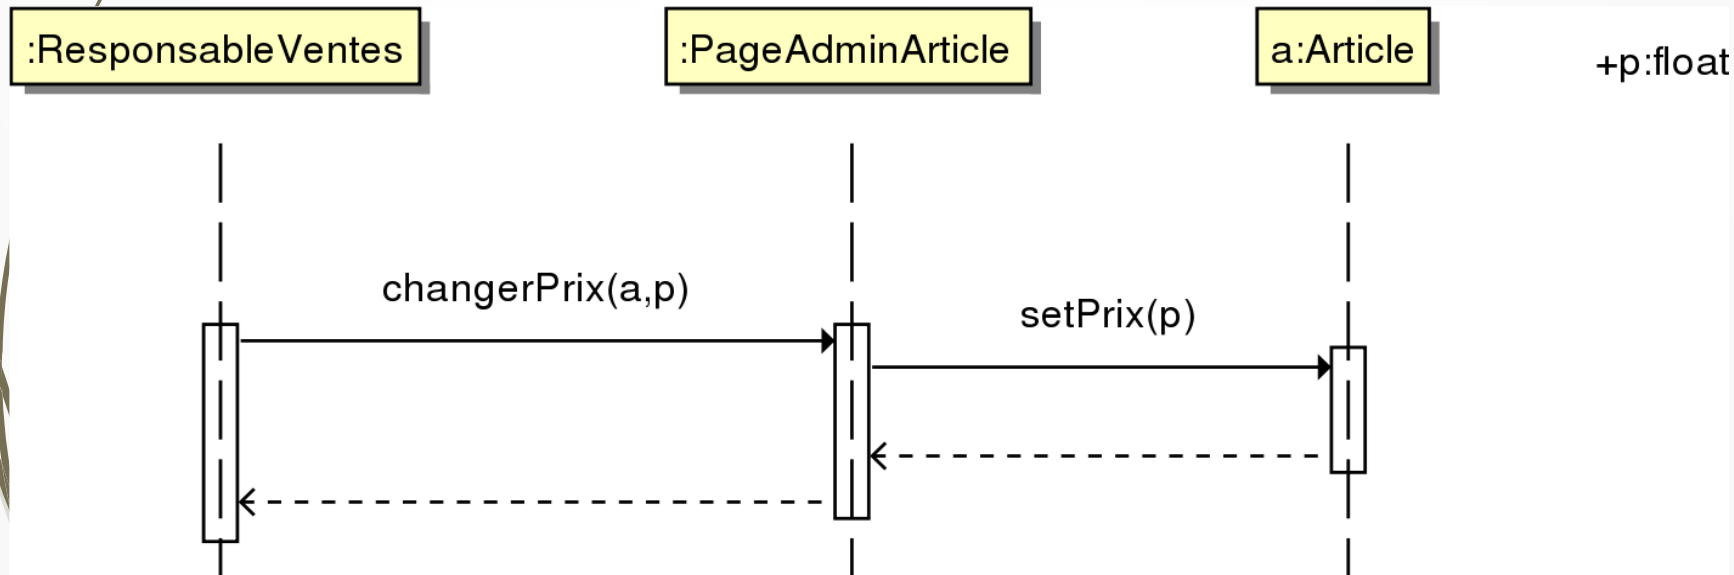 :ResponsableVentes
:PageAdminArticle
a:Article
+p:float
changerPrix(a,p)
setPrix(p)